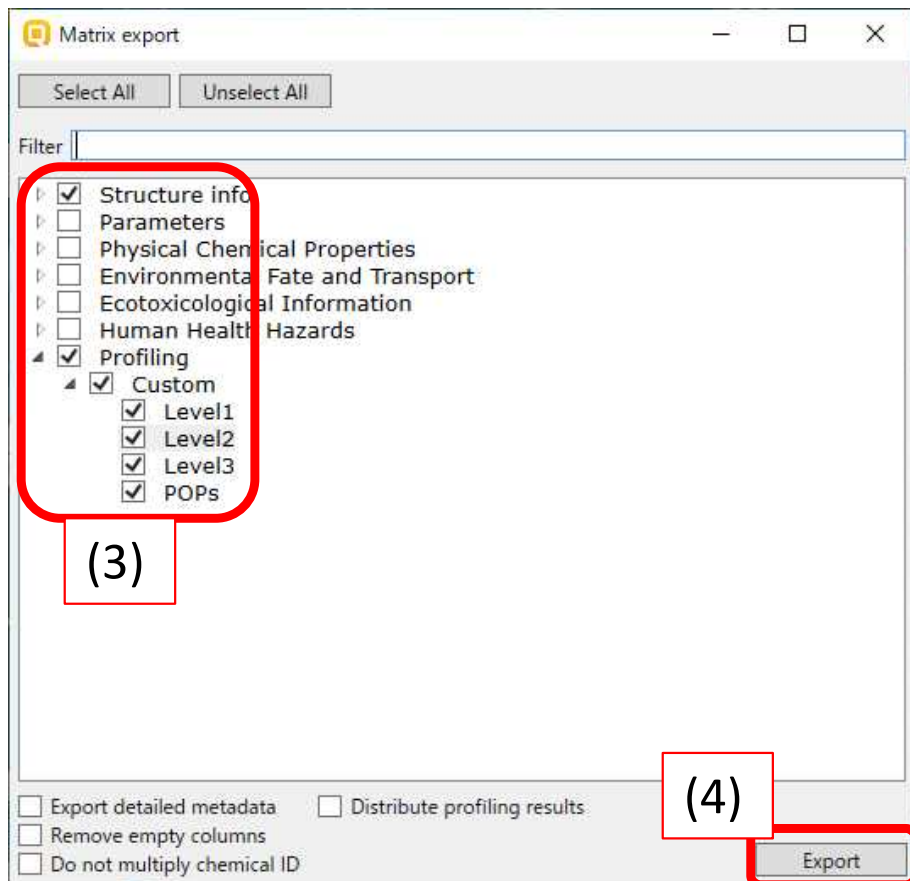 Matrix export
Select All Unselect All
Filter
Structure info
Parameters
Physical Chemical Properties
Environmental Fate and Transport
Ecotoxicological Information
Human Health Hazards
Profiling
Custom
Level1
Level2
Level3
POPs
(3)
(4)
Export detailed metadata Distribute profiling results
Remove empty columns
Do not multiply chemical ID
Export